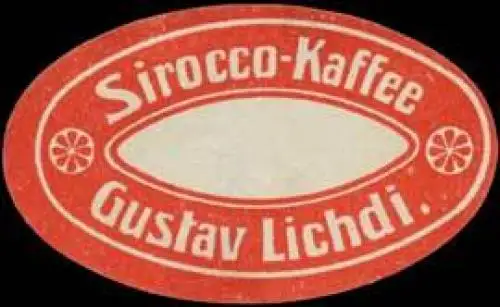 Sirocco-Kaffee
Gustav Lichdi.